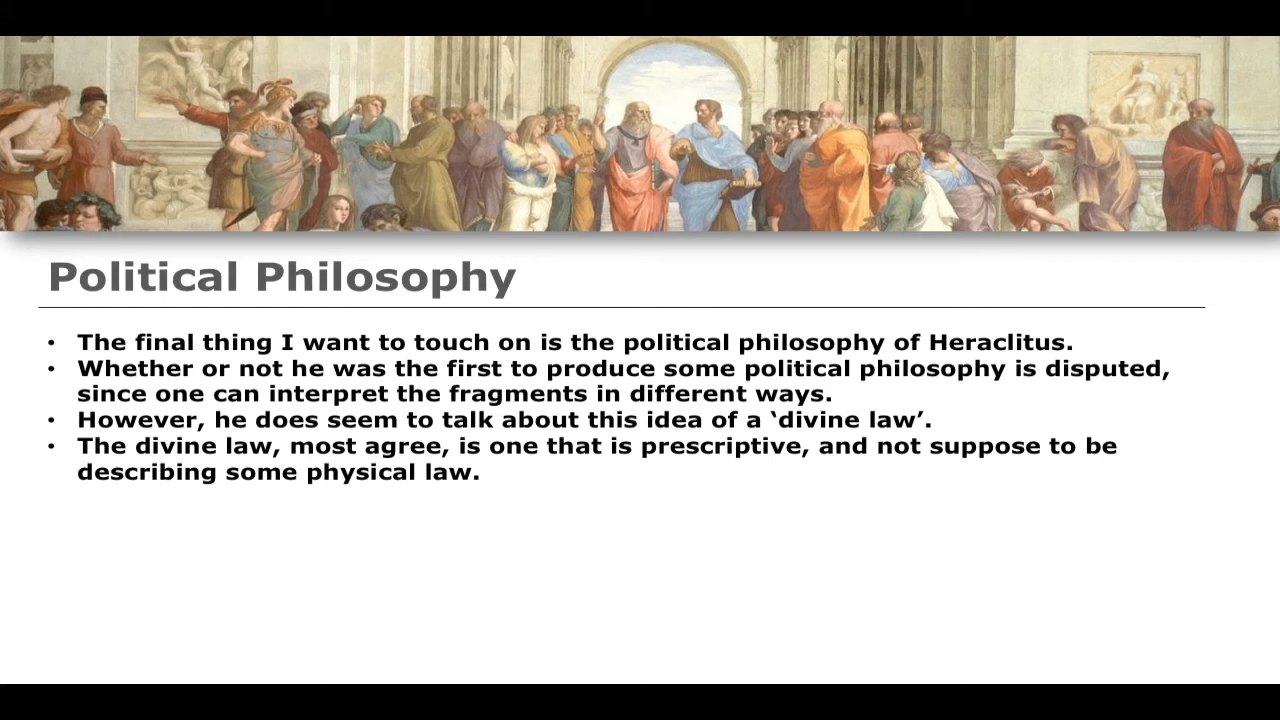 Political Philosophy
• The final thing I want to touch on is the political philosophy of Heraclitus.
• Whether or not he was the first to produce some political philosophy is disputed,
since one can interpret the fragments in different ways.
• However, he does seem to talk about this idea of a ‘divine law’.
• The divine law, most agree, is one that is prescriptive, and not suppose to be
describing some physical law.